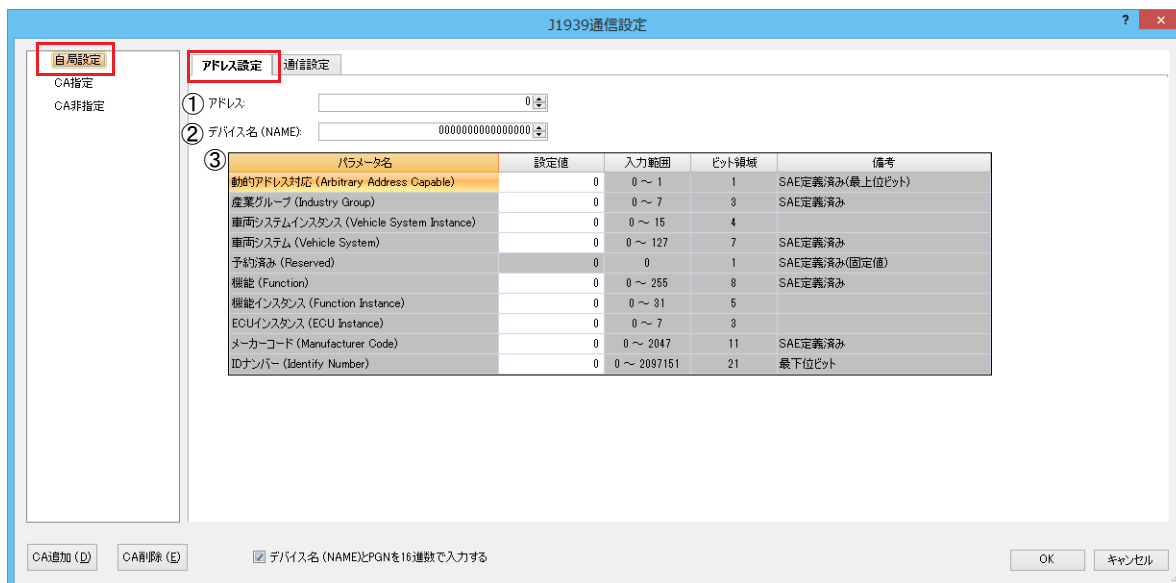 J1939通信設定
?
×
自局設定
CA指定
CA非指定
アドレス設定 通信設定
① アドレス: 0
② デバイス名 (NAME): 0000000000000000
③
パラメータ名 設定値 入力範囲 ビット領域 備考
動的アドレス対応 (Arbitrary Address Capable) 0 0 ～ 1 1 SAE定義済み(最上位ビット)
産業グループ (Industry Group) 0 0 ～ 7 3 SAE定義済み
車両システムインスタンス (Vehicle System Instance) 0 0 ～ 15 4
車両システム (Vehicle System) 0 0 ～ 127 7 SAE定義済み
予約済み (Reserved) 0 0 1 SAE定義済み(固定値)
機能 (Function) 0 0 ～ 255 8 SAE定義済み
機能インスタンス (Function Instance) 0 0 ～ 31 5
ECUインスタンス (ECU Instance) 0 0 ～ 7 3
メーカーコード (Manufacturer Code) 0 0 ～ 2047 11 SAE定義済み
IDナンバー (Identify Number) 0 0 ～ 2097151 21 最下位ビット
CA追加 (D) CA削除 (E) デバイス名 (NAME)とPGNを16進数で入力する OK キャンセル